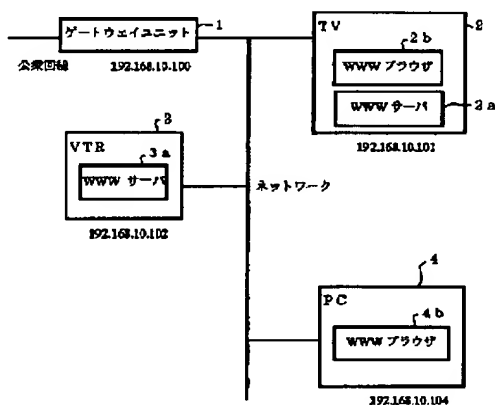 ゲートウェイユニット
1
公衆回線
192.168.10.100
TV
2
2b
WWW ブラウザ
WWW サーバ
2a
192.168.10.101
3
VTR
3a
WWW サーバ
192.168.10.102
ネットワーク
4
PC
4b
WWW ブラウザ
192.168.10.104